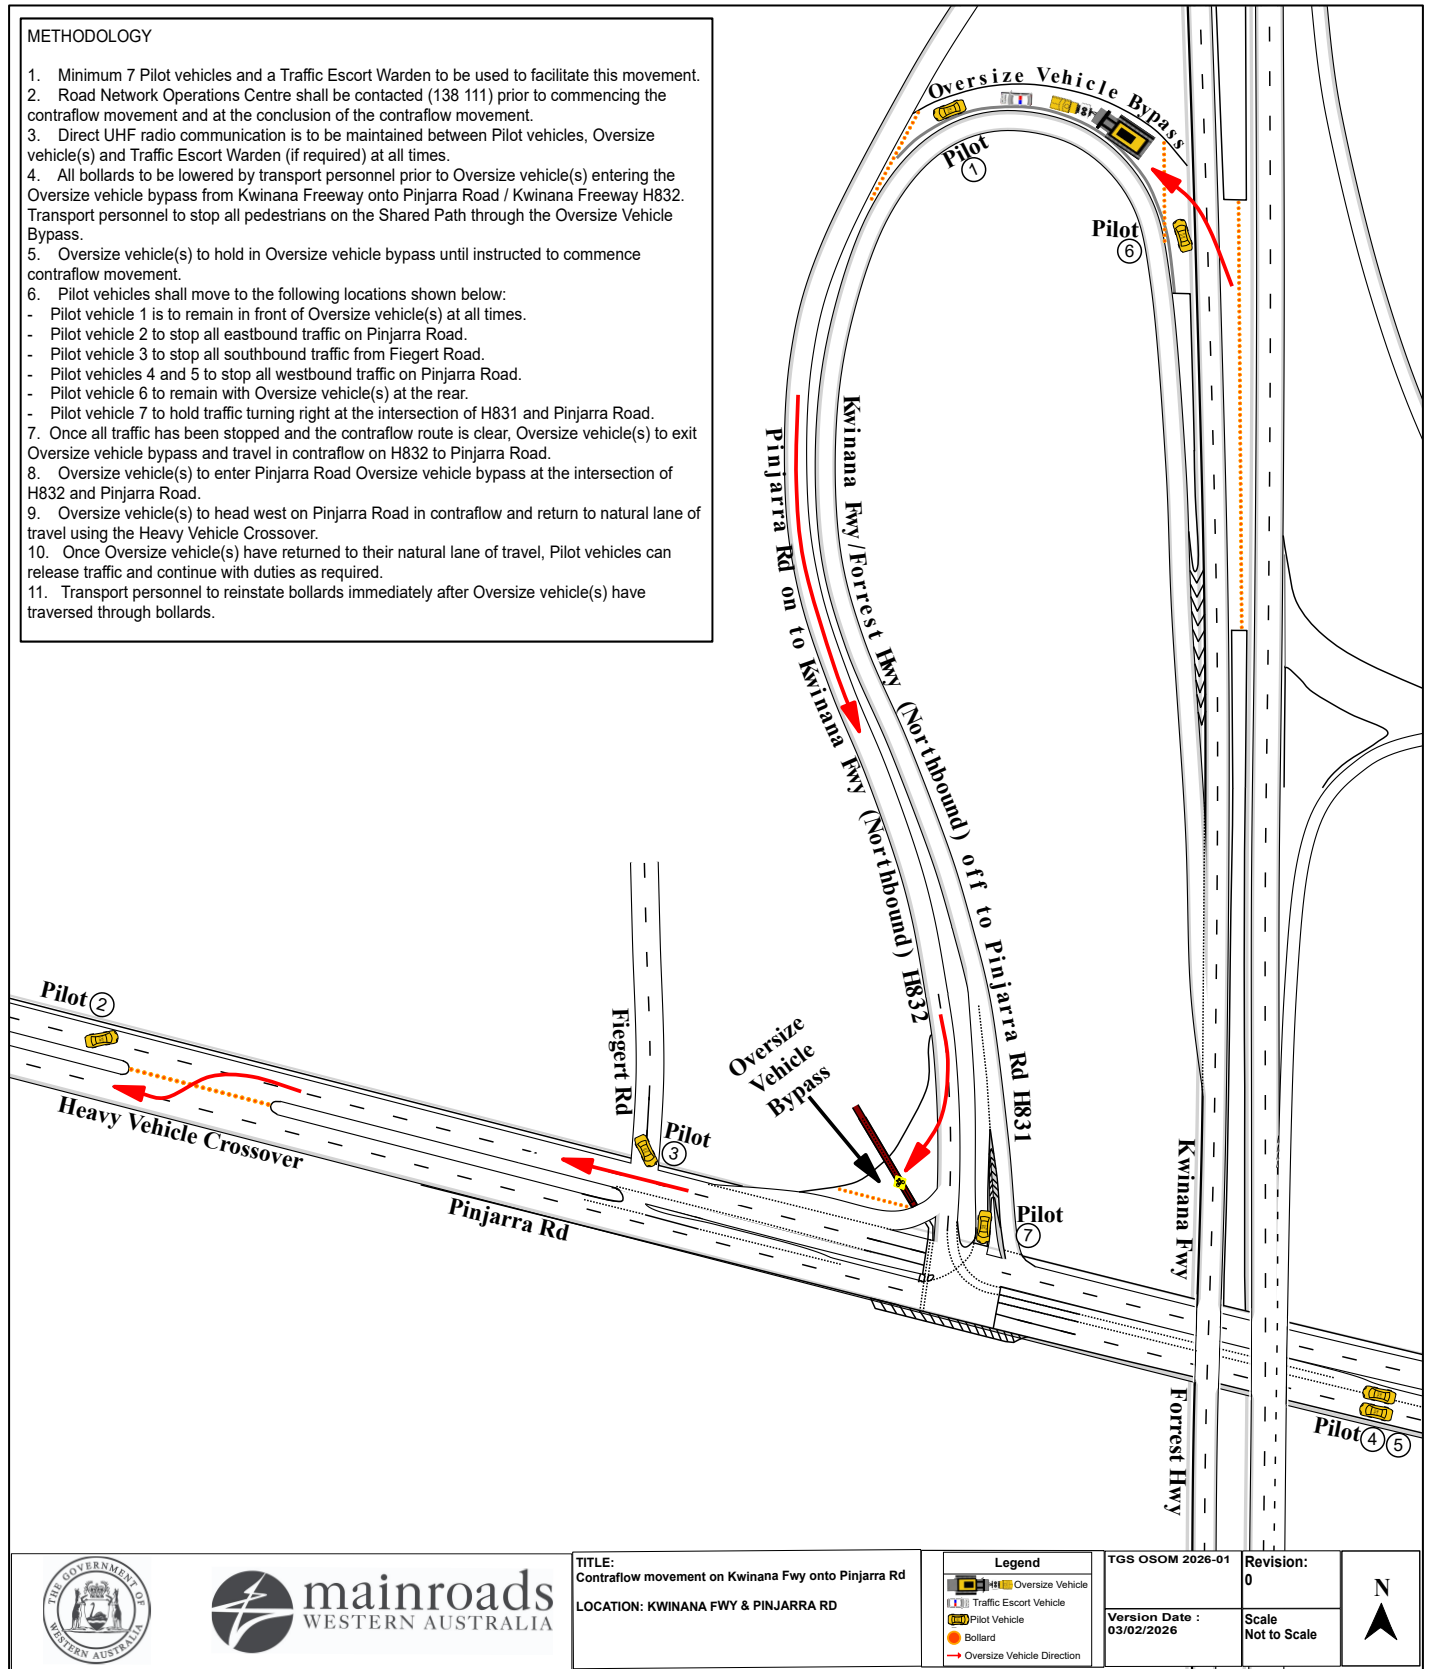 METHODOLOGY
1. Minimum 7 Pilot vehicles and a Traffic Escort Warden to be used to facilitate this movement.
2. Road Network Operations Centre shall be contacted (138 111) prior to commencing the
contraflow movement and at the conclusion of the contraflow movement.
3. Direct UHF radio communication is to be maintained between Pilot vehicles, Oversize
vehicle(s) and Traffic Escort Warden (if required) at all times.
4. All bollards to be lowered by transport personnel prior to Oversize vehicle(s) entering the
Oversize vehicle bypass from Kwinana Freeway onto Pinjarra Road / Kwinana Freeway H832.
Transport personnel to stop all pedestrians on the Shared Path through the Oversize Vehicle
Bypass.
5. Oversize vehicle(s) to hold in Oversize vehicle bypass until instructed to commence
contraflow movement.
6. Pilot vehicles shall move to the following locations shown below:
- Pilot vehicle 1 is to remain in front of Oversize vehicle(s) at all times.
- Pilot vehicle 2 to stop all eastbound traffic on Pinjarra Road.
- Pilot vehicle 3 to stop all southbound traffic from Fiegert Road.
- Pilot vehicles 4 and 5 to stop all westbound traffic on Pinjarra Road.
- Pilot vehicle 6 to remain with Oversize vehicle(s) at the rear.
- Pilot vehicle 7 to hold traffic turning right at the intersection of H831 and Pinjarra Road.
7. Once all traffic has been stopped and the contraflow route is clear, Oversize vehicle(s) to exit
Oversize vehicle bypass and travel in contraflow on H832 to Pinjarra Road.
8. Oversize vehicle(s) to enter Pinjarra Road Oversize vehicle bypass at the intersection of
H832 and Pinjarra Road.
9. Oversize vehicle(s) to head west on Pinjarra Road in contraflow and return to natural lane of
travel using the Heavy Vehicle Crossover.
10. Once Oversize vehicle(s) have returned to their natural lane of travel, Pilot vehicles can
release traffic and continue with duties as required.
11. Transport personnel to reinstate bollards immediately after Oversize vehicle(s) have
traversed through bollards.
Oversize Vehicle Bypass
Pilot
1
Pilot
6
Pinjarra Rd on to Kwinana Fwy (Northbound) H832
Kwinana Fwy/Forrest Hwy (Northbound) off to Pinjarra Rd H831
Pilot 2
Heavy Vehicle Crossover
Fiegert Rd
Pilot
3
Oversize
Vehicle
Bypass
Pinjarra Rd
Pilot
7
Kwinana Fwy
Forrest Hwy
Pilot 4 5
THE GOVERNMENT OF
WESTERN AUSTRALIA
mainroads
WESTERN AUSTRALIA
TITLE:
Contraflow movement on Kwinana Fwy onto Pinjarra Rd
LOCATION: KWINANA FWY & PINJARRA RD
Legend
Oversize Vehicle
Traffic Escort Vehicle
Pilot Vehicle
Bollard
Oversize Vehicle Direction
TGS OSOM 2026-01
Revision:
0
Version Date :
03/02/2026
Scale
Not to Scale
N